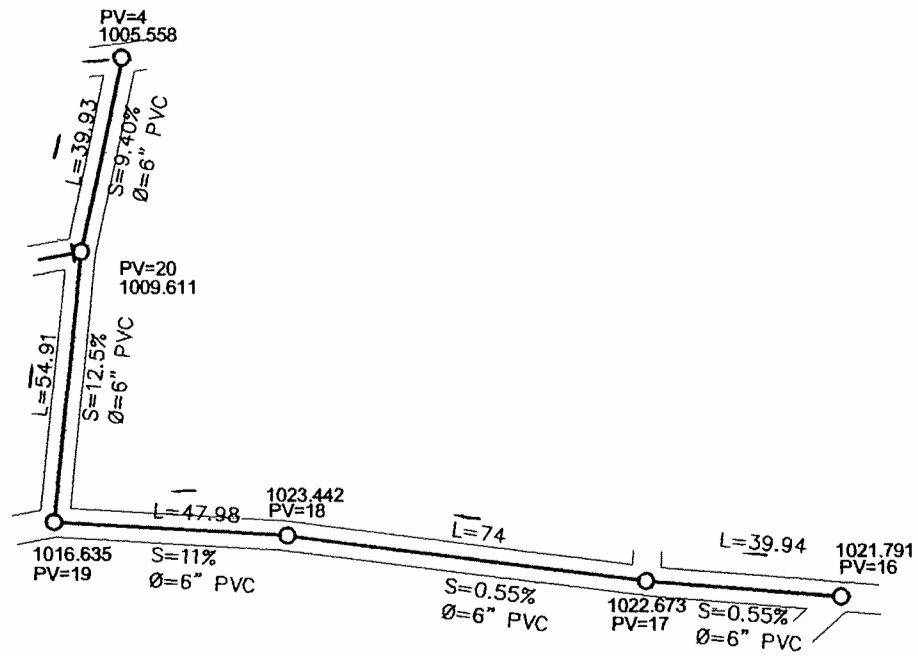 PV=4
1005.558
L=39.93
S=9.40%
Ø=6" PVC
PV=20
1009.611
L=54.91
S=12.5%
Ø=6" PVC
1016.635
PV=19
L=47.98
S=11%
Ø=6" PVC
1023.442
PV=18
L=74
S=0.55%
Ø=6" PVC
1022.673
PV=17
L=39.94
S=0.55%
Ø=6" PVC
1021.791
PV=16